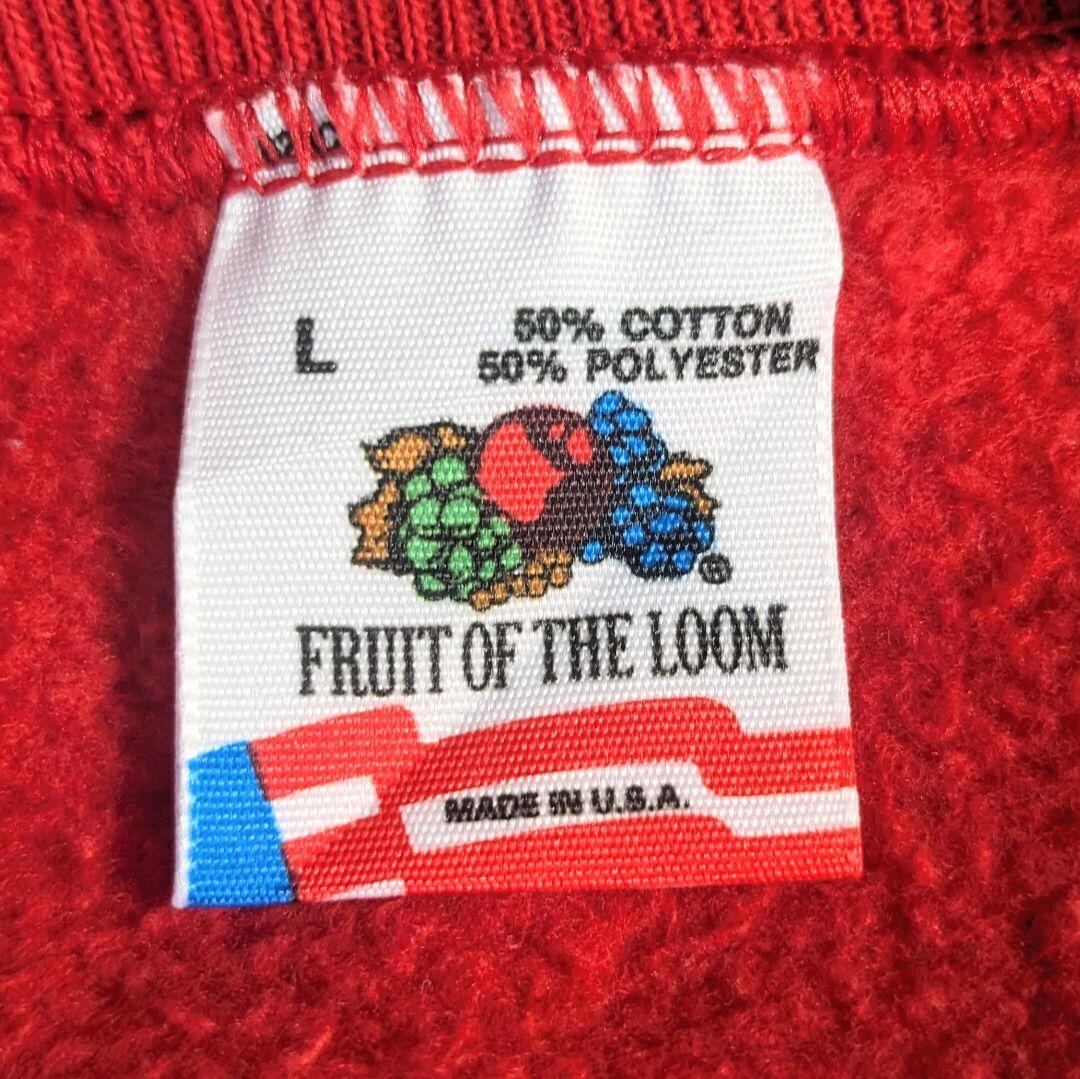 L
50% COTTON
50% POLYESTER
®
FRUIT OF THE LOOM
MADE IN U.S.A.